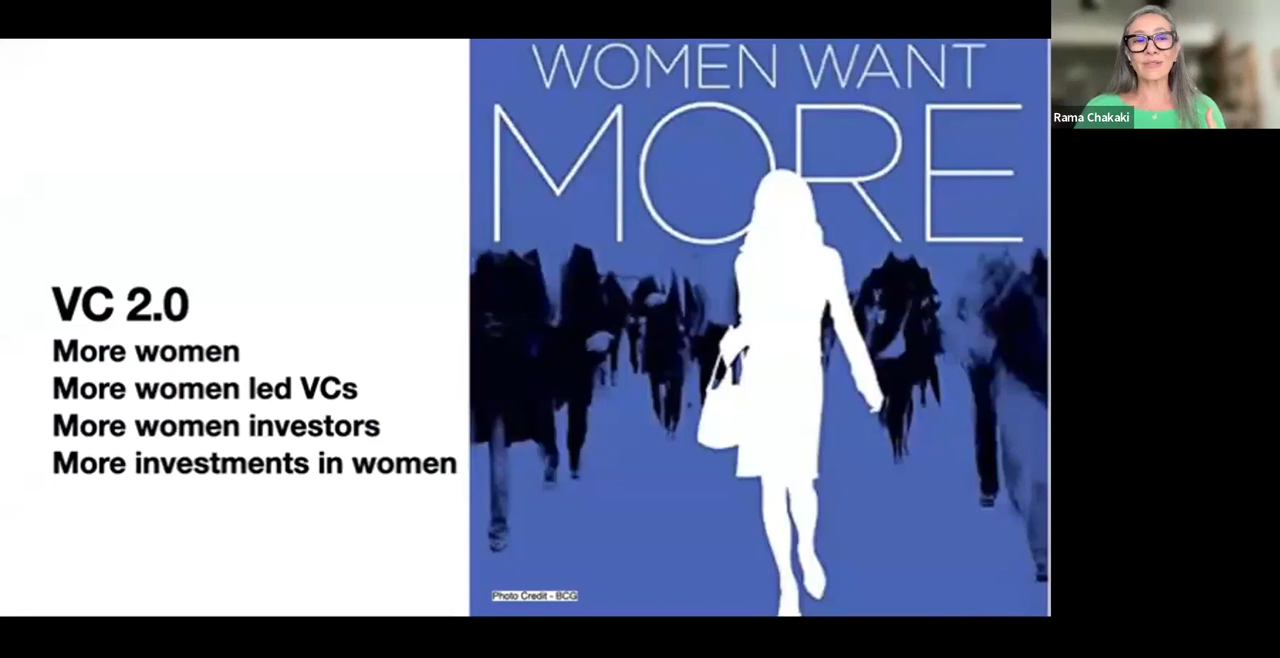 VC 2.0
More women
More women led VCs
More women investors
More investments in women
WOMEN WANT
MORE
Photo Credit - BCG
Rama Chakaki